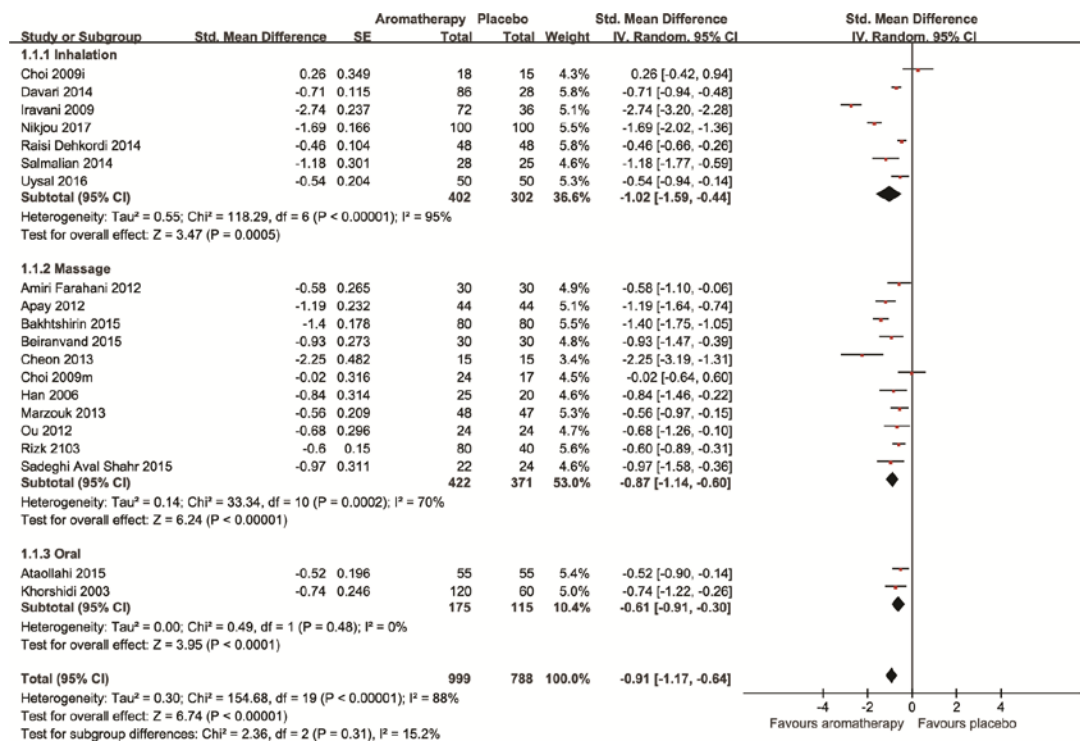 Aromatherapy Placebo Std. Mean Difference Std. Mean Difference
Study or Subgroup Std. Mean Difference SE Total Total Weight IV. Random. 95% CI IV. Random. 95% CI
1.1.1 Inhalation
Choi 2009i 0.26 0.349 18 15 4.3% 0.26 [-0.42, 0.94]
Davari 2014 -0.71 0.115 86 28 5.8% -0.71 [-0.94, -0.48]
Iravani 2009 -2.74 0.237 72 36 5.1% -2.74 [-3.20, -2.28]
Nikjou 2017 -1.69 0.166 100 100 5.5% -1.69 [-2.02, -1.36]
Raisi Dehkordi 2014 -0.46 0.104 48 48 5.8% -0.46 [-0.66, -0.26]
Salmalian 2014 -1.18 0.301 28 25 4.6% -1.18 [-1.77, -0.59]
Uysal 2016 -0.54 0.204 50 50 5.3% -0.54 [-0.94, -0.14]
Subtotal (95% CI) 402 302 36.6% -1.02 [-1.59, -0.44]
Heterogeneity: Tau² = 0.55; Chi² = 118.29, df = 6 (P < 0.00001); I² = 95%
Test for overall effect: Z = 3.47 (P = 0.0005)
1.1.2 Massage
Amiri Farahani 2012 -0.58 0.265 30 30 4.9% -0.58 [-1.10, -0.06]
Apay 2012 -1.19 0.232 44 44 5.1% -1.19 [-1.64, -0.74]
Bakhtshirin 2015 -1.4 0.178 80 80 5.5% -1.40 [-1.75, -1.05]
Beiranvand 2015 -0.93 0.273 30 30 4.8% -0.93 [-1.47, -0.39]
Cheon 2013 -2.25 0.482 15 15 3.4% -2.25 [-3.19, -1.31]
Choi 2009m -0.02 0.316 24 17 4.5% -0.02 [-0.64, 0.60]
Han 2006 -0.84 0.314 25 20 4.5% -0.84 [-1.46, -0.22]
Marzouk 2013 -0.56 0.209 48 47 5.3% -0.56 [-0.97, -0.15]
Ou 2012 -0.68 0.296 24 24 4.7% -0.68 [-1.26, -0.10]
Rizk 2103 -0.6 0.15 80 40 5.6% -0.60 [-0.89, -0.31]
Sadeghi Aval Shahr 2015 -0.97 0.311 22 24 4.6% -0.97 [-1.58, -0.36]
Subtotal (95% CI) 422 371 53.0% -0.87 [-1.14, -0.60]
Heterogeneity: Tau² = 0.14; Chi² = 33.34, df = 10 (P = 0.0002); I² = 70%
Test for overall effect: Z = 6.24 (P < 0.00001)
1.1.3 Oral
Ataollahi 2015 -0.52 0.196 55 55 5.4% -0.52 [-0.90, -0.14]
Khorshidi 2003 -0.74 0.246 120 60 5.0% -0.74 [-1.22, -0.26]
Subtotal (95% CI) 175 115 10.4% -0.61 [-0.91, -0.30]
Heterogeneity: Tau² = 0.00; Chi² = 0.49, df = 1 (P = 0.48); I² = 0%
Test for overall effect: Z = 3.95 (P < 0.0001)
Total (95% CI) 999 788 100.0% -0.91 [-1.17, -0.64]
Heterogeneity: Tau² = 0.30; Chi² = 154.68, df = 19 (P < 0.00001); I² = 88%
Test for overall effect: Z = 6.74 (P < 0.00001)
Test for subgroup differences: Chi² = 2.36, df = 2 (P = 0.31), I² = 15.2%
-4 -2 0 2 4
Favours aromatherapy Favours placebo